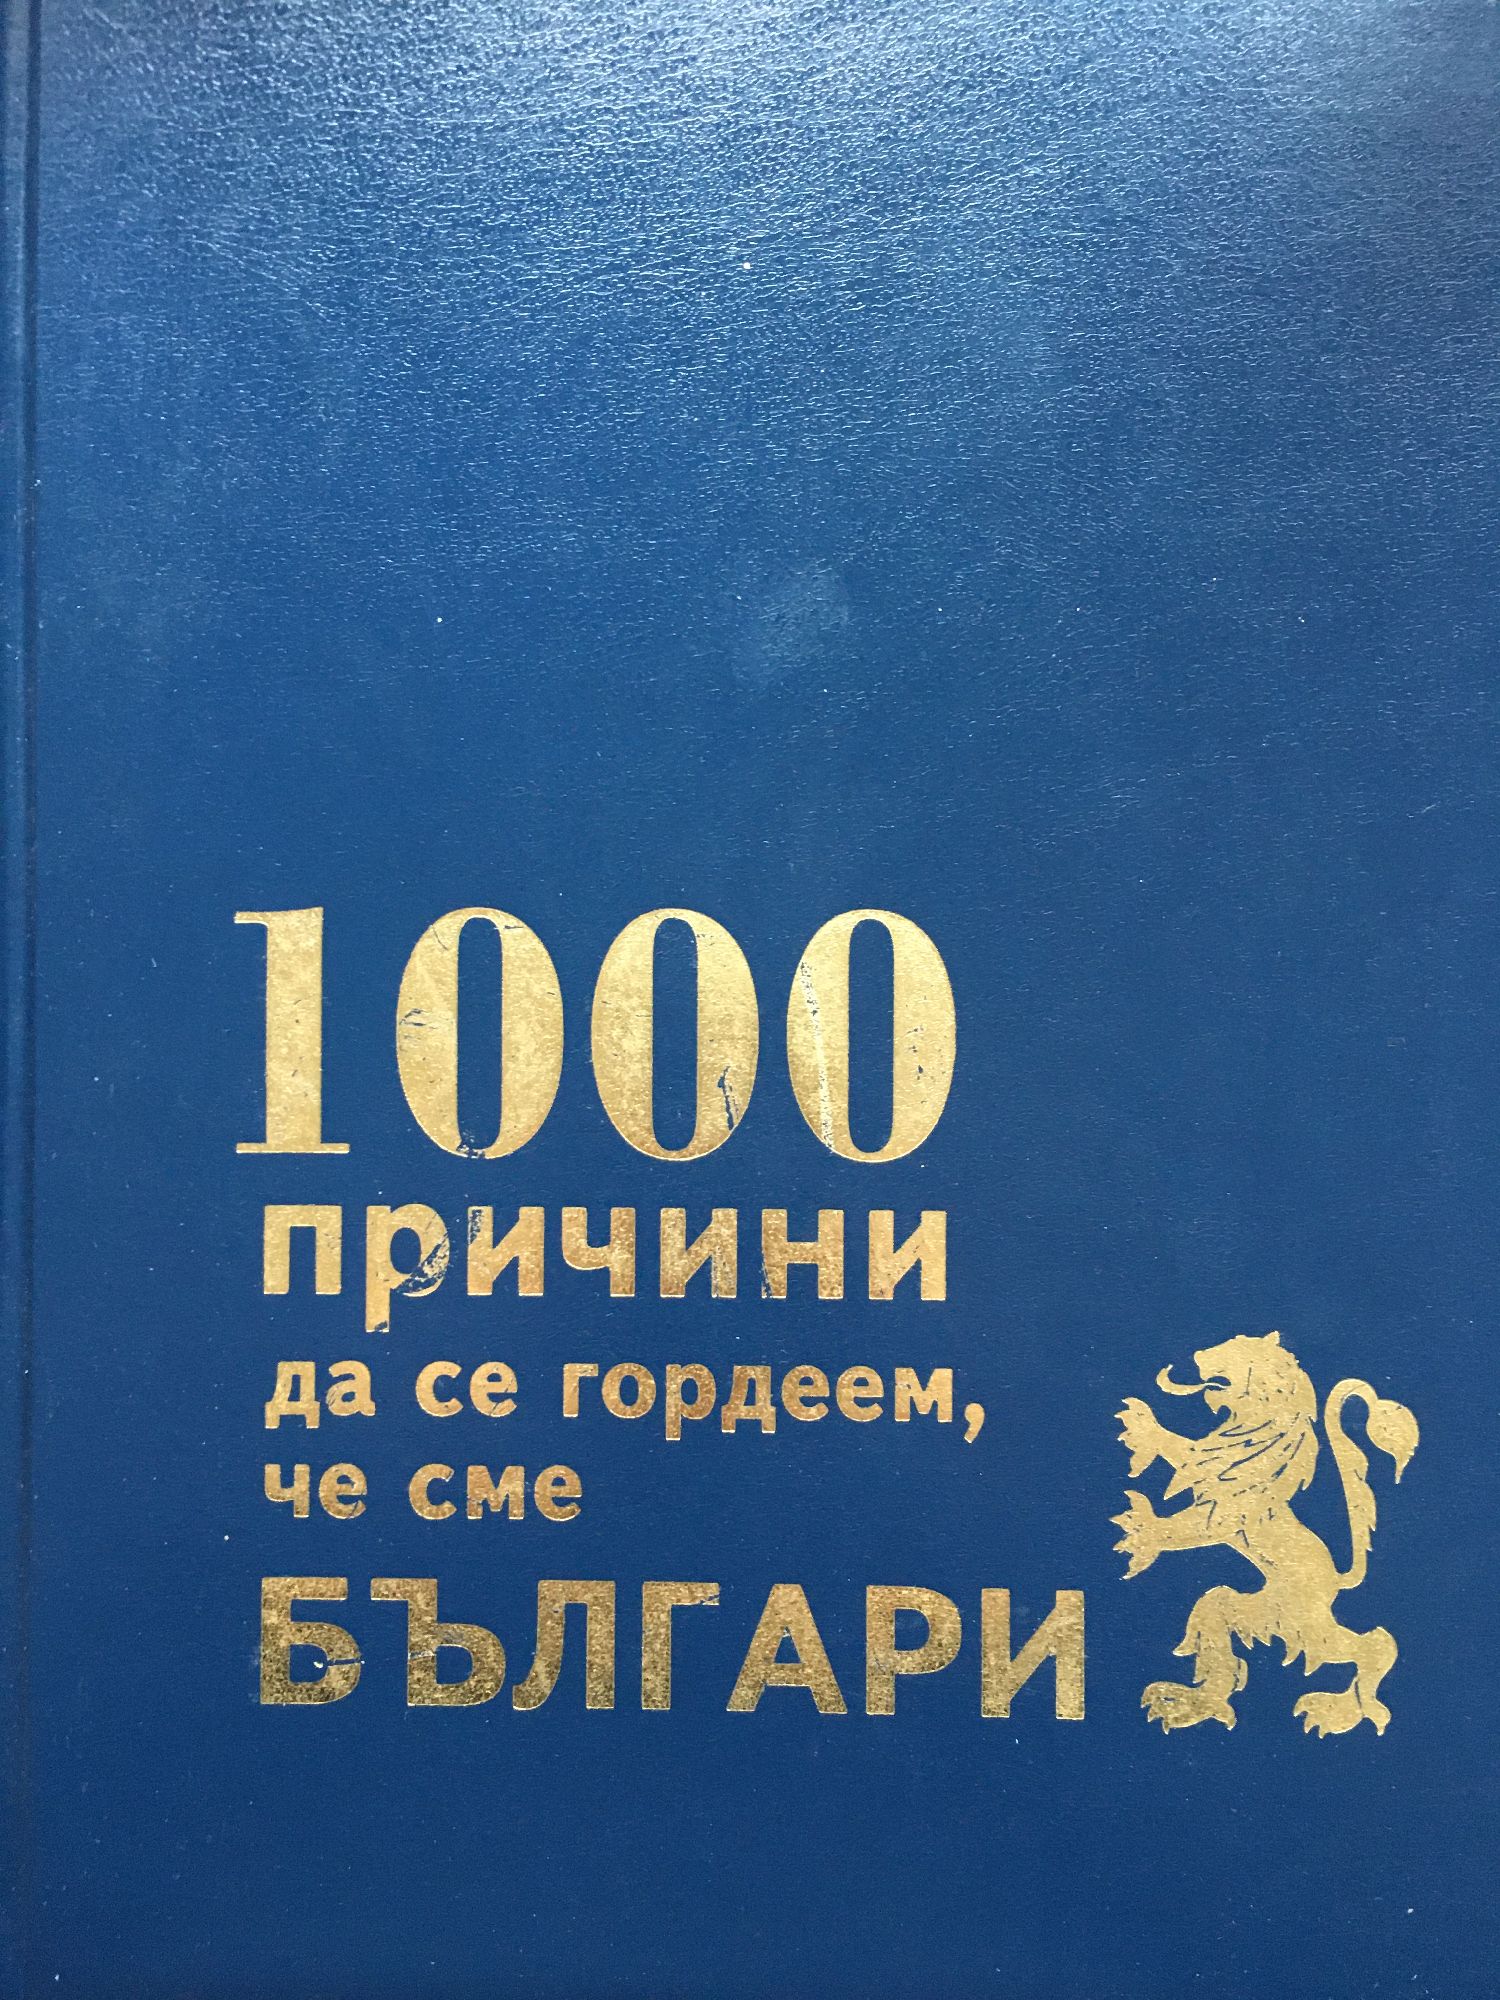 1000
причини
да се гордеем,
че сме
БЪЛГАРИ